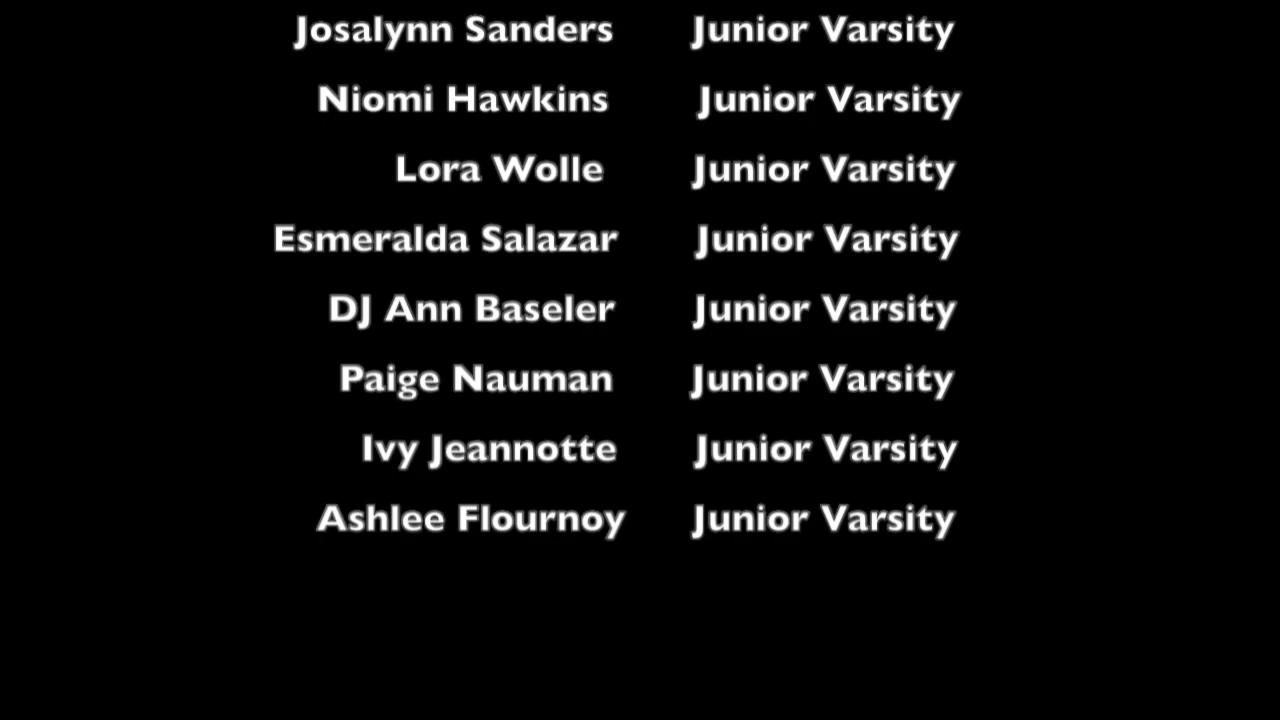 Josalynn Sanders Junior Varsity
Niomi Hawkins Junior Varsity
Lora Wolle Junior Varsity
Esmeralda Salazar Junior Varsity
DJ Ann Baseler Junior Varsity
Paige Nauman Junior Varsity
Ivy Jeannotte Junior Varsity
Ashlee Flournoy Junior Varsity